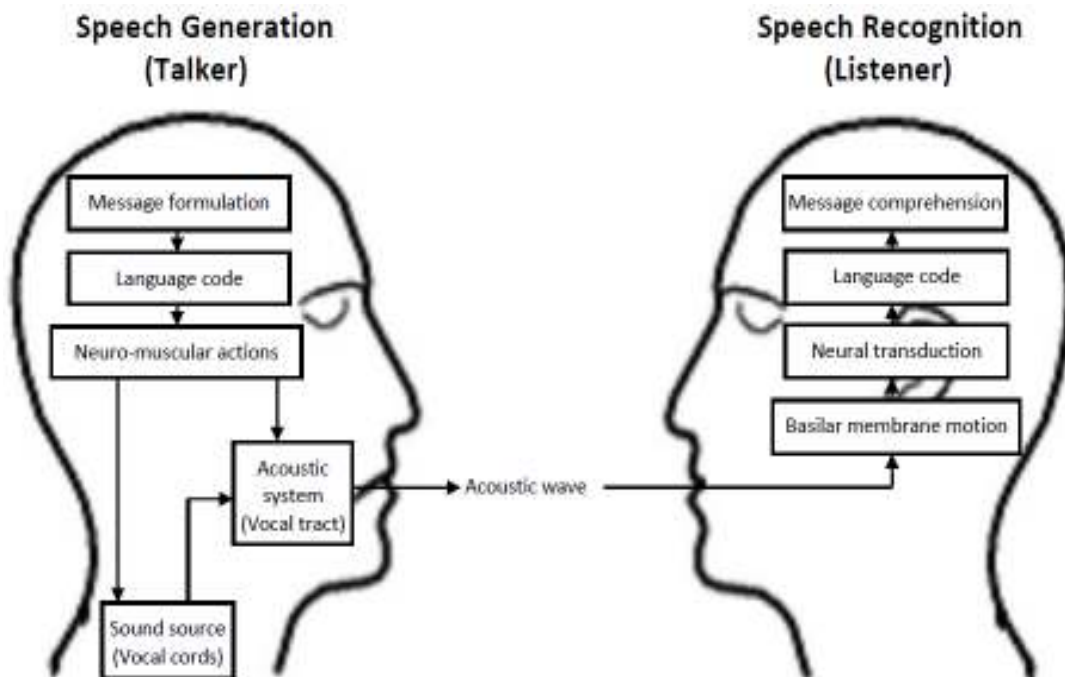 Speech Generation
(Talker)
Message formulation
Language code
Neuro-muscular actions
Acoustic
system
(Vocal tract)
Sound source
(Vocal cords)
Acoustic wave
Speech Recognition
(Listener)
Message comprehension
Language code
Neural transduction
Basilar membrane motion